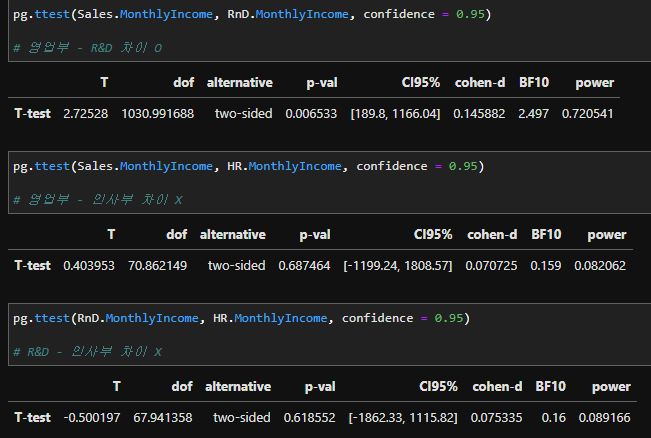 pg.ttest(Sales.MonthlyIncome, RnD.MonthlyIncome, confidence = 0.95)
# 영업부 - R&D 차이 O
T dof alternative p-val CI95% cohen-d BF10 power
T-test 2.72528 1030.991688 two-sided 0.006533 [189.8, 1166.04] 0.145882 2.497 0.720541
pg.ttest(Sales.MonthlyIncome, HR.MonthlyIncome, confidence = 0.95)
# 영업부 - 인사부 차이 X
T dof alternative p-val CI95% cohen-d BF10 power
T-test 0.403953 70.862149 two-sided 0.687464 [-1199.24, 1808.57] 0.070725 0.159 0.082062
pg.ttest(RnD.MonthlyIncome, HR.MonthlyIncome, confidence = 0.95)
# R&D - 인사부 차이 X
T dof alternative p-val CI95% cohen-d BF10 power
T-test -0.500197 67.941358 two-sided 0.618552 [-1862.33, 1115.82] 0.075335 0.16 0.089166